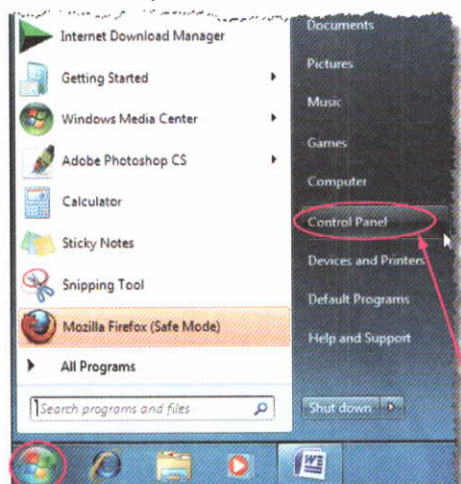 Internet Download Manager
Getting Started
Windows Media Center
Adobe Photoshop CS
Calculator
Sticky Notes
Snipping Tool
Mozilla Firefox (Safe Mode)
All Programs
Search programs and files
Documents
Pictures
Music
Games
Computer
Control Panel
Devices and Printers
Default Programs
Help and Support
Shut down
W